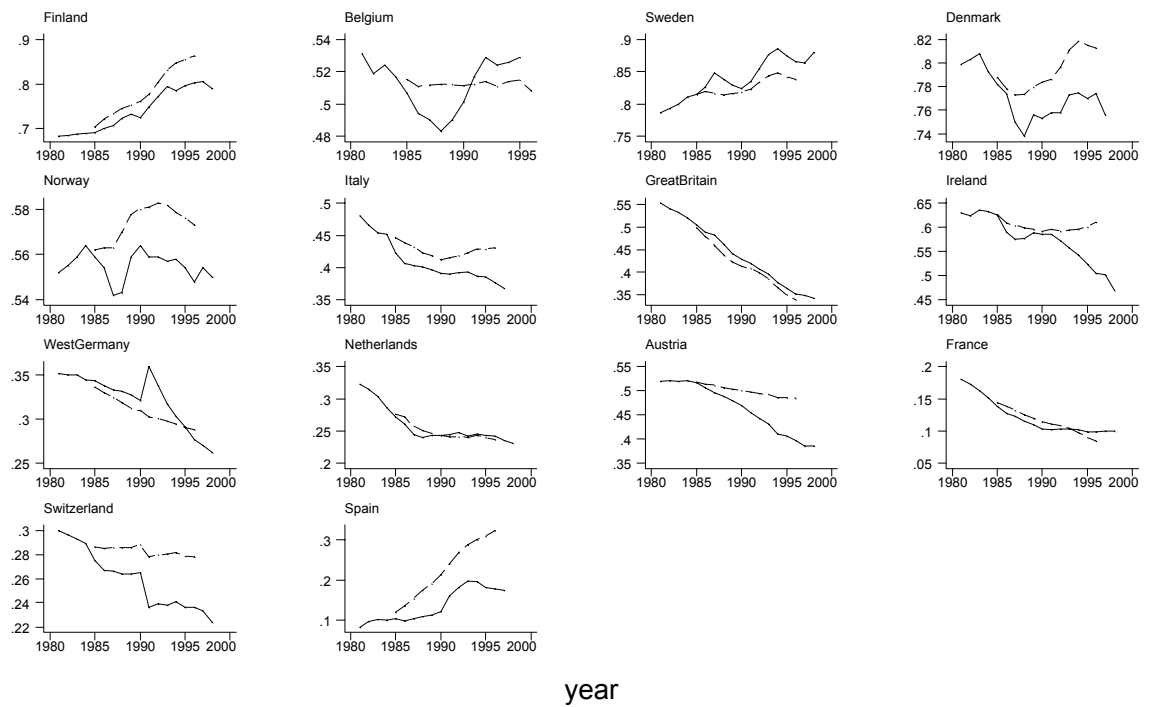 Finland Belgium Sweden Denmark
.9 .54 .9 .82
.8 .52 .85 .8
.5 .8 .78
.7 .48 .75 .76
.74
1980 1985 1990 1995 2000 1980 1985 1990 1995 1980 1985 1990 1995 2000 1980 1985 1990 1995 2000
Norway Italy GreatBritain Ireland
.58 .5 .55 .65
.56 .45 .5 .6
.54 .4 .45 .55
.35 .4 .5
.35 .45
1980 1985 1990 1995 2000 1980 1985 1990 1995 2000 1980 1985 1990 1995 2000 1980 1985 1990 1995 2000
WestGermany Netherlands Austria France
.35 .35 .55 .2
.3 .3 .5 .15
.25 .25 .45 .1
.2 .4 .05
.35
1980 1985 1990 1995 2000 1980 1985 1990 1995 2000 1980 1985 1990 1995 2000 1980 1985 1990 1995 2000
Switzerland Spain
.3 .3
.28 .2
.26 .1
.24
.22
1980 1985 1990 1995 2000 1980 1985 1990 1995 2000
year